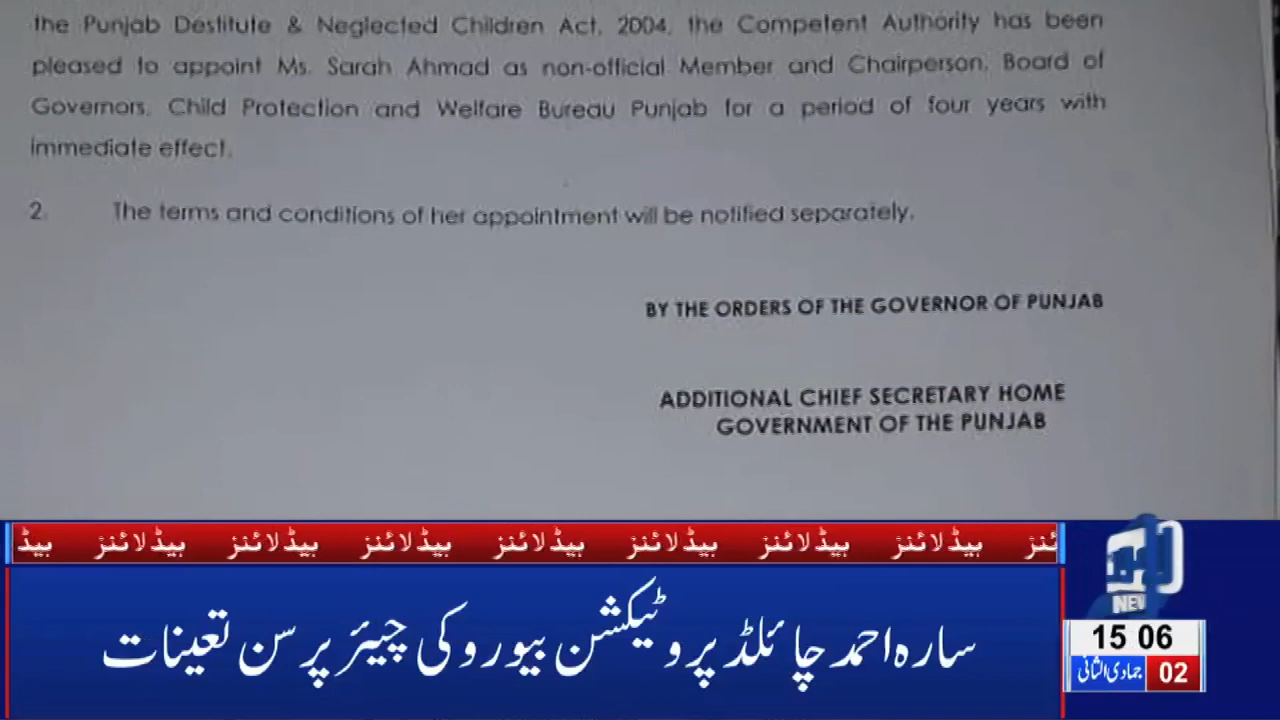 the Punjab Destitute & Neglected Children Act, 2004, the Competent Authority has been
pleased to appoint Ms. Sarah Ahmad as non-official Member and Chairperson, Board of
Governors, Child Protection and Welfare Bureau Punjab for a period of four years with
immediate effect.
2. The terms and conditions of her appointment will be notified separately.
BY THE ORDERS OF THE GOVERNOR OF PUNJAB
ADDITIONAL CHIEF SECRETARY HOME
GOVERNMENT OF THE PUNJAB
ئنز ہیڈلائنز ہیڈلائنز ہیڈلائنز ہیڈلائنز ہیڈلائنز ہیڈلائنز ہیڈلائنز ہیڈ
سارہ احمد چائلڈ پروٹیکشن بیورو کی چیئرپرسن تعینات
NEW
15 06
جمادی الثانی 02